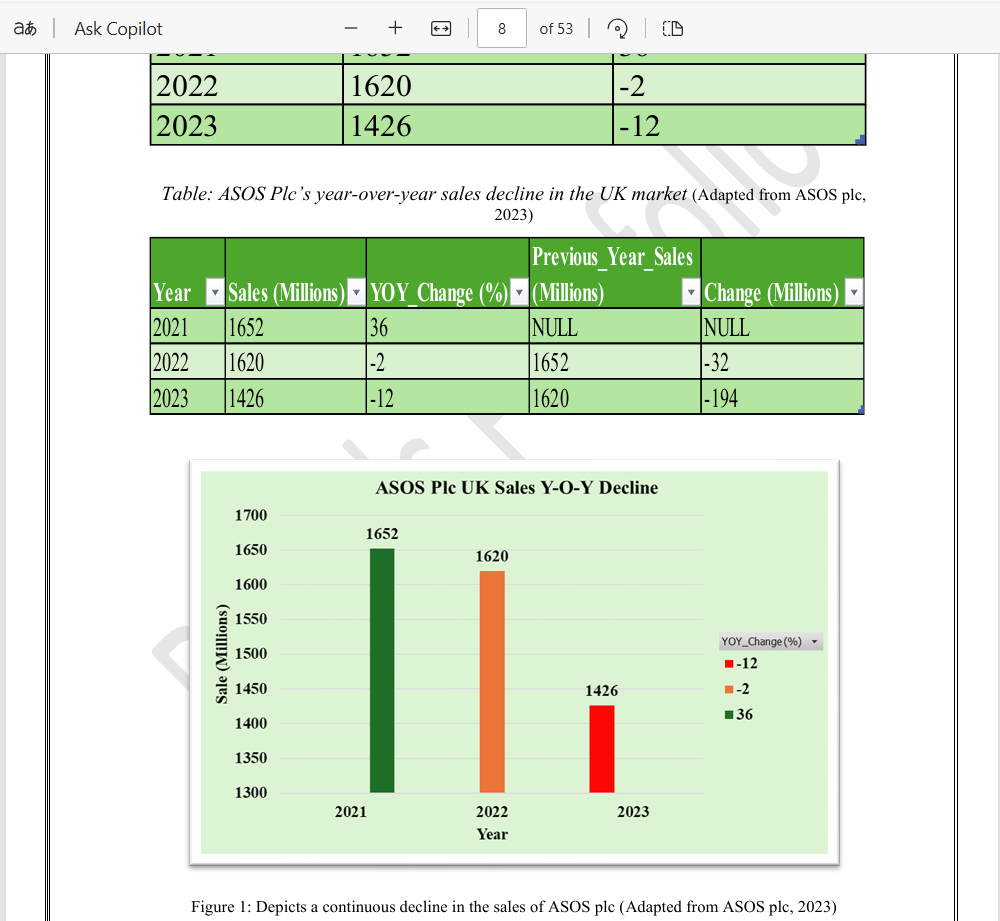 aあ Ask Copilot 8 of 53
2022 1620 -2
2023 1426 -12
Table: ASOS Plc’s year-over-year sales decline in the UK market (Adapted from ASOS plc,
2023)
Previous_Year_Sales
Year Sales (Millions) YOY_Change (%) (Millions) Change (Millions)
2021 1652 36 NULL NULL
2022 1620 -2 1652 -32
2023 1426 -12 1620 -194
ASOS Plc UK Sales Y-O-Y Decline
1700
1652
1650
1620
1600
1550
YOY_Change (%)
1500
-12
1450
1426
-2
1400
36
1350
1300
Sale (Millions)
2021 2022 2023
Year
Figure 1: Depicts a continuous decline in the sales of ASOS plc (Adapted from ASOS plc, 2023)